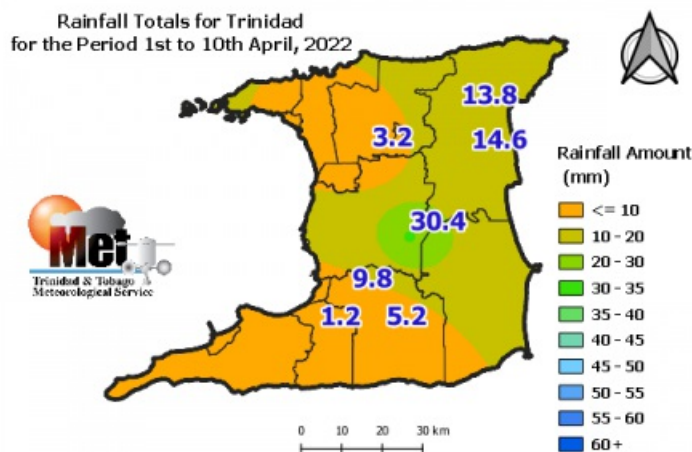 Rainfall Totals for Trinidad
for the Period 1st to 10th April, 2022
13.8
3.2
14.6
30.4
9.8
1.2
5.2
Met
Trinidad & Tobago
Meteorological Service
Rainfall Amount
(mm)
<= 10
10 - 20
20 - 30
30 - 35
35 - 40
40 - 45
45 - 50
50 - 55
55 - 60
60+
0 10 20 30 km